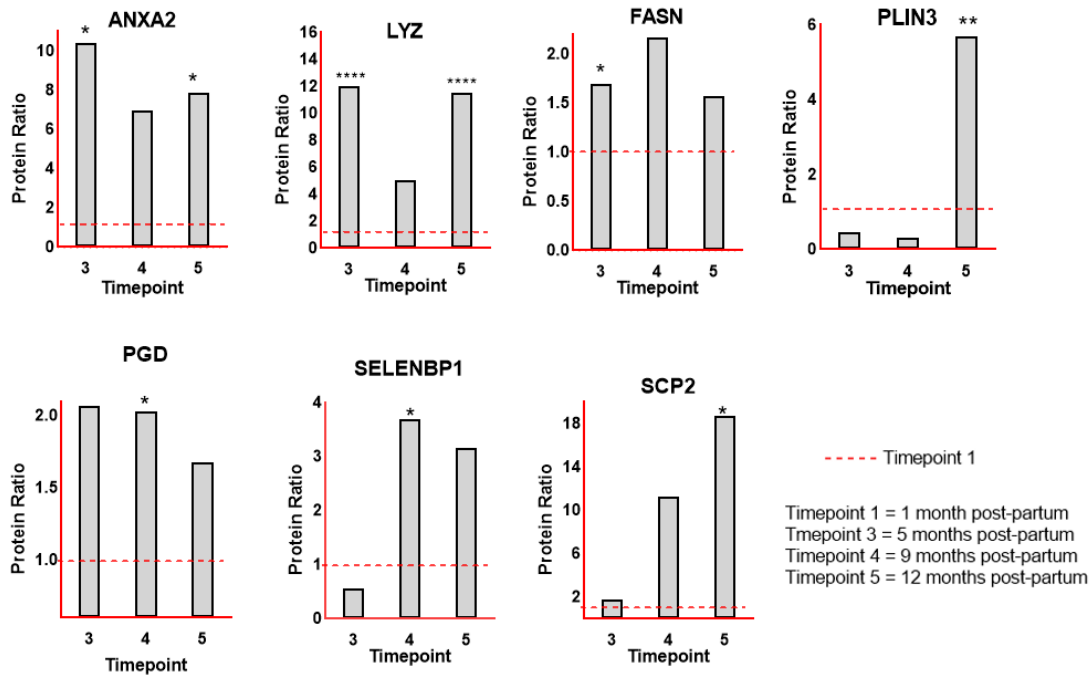 ANXA2
*
*
10
8
6
4
2
0
Protein Ratio
3
4
5
Timepoint
LYZ
****
****
16
14
12
10
8
6
4
2
0
Protein Ratio
3
4
5
Timepoint
FASN
*
2.0
1.5
1.0
0.5
0.0
Protein Ratio
3
4
5
Timepoint
PLIN3
**
6
4
2
0
Protein Ratio
3
4
5
Timepoint
PGD
*
2.0
1.5
1.0
Protein Ratio
3
4
5
Timepoint
SELENBP1
*
4
3
2
1
0
Protein Ratio
3
4
5
Timepoint
SCP2
*
18
14
10
6
2
Protein Ratio
3
4
5
Timepoint
Timepoint 1
Timepoint 1 = 1 month post-partum
Tmepoint 3 = 5 months post-partum
Timepoint 4 = 9 months post-partum
Timepoint 5 = 12 months post-partum